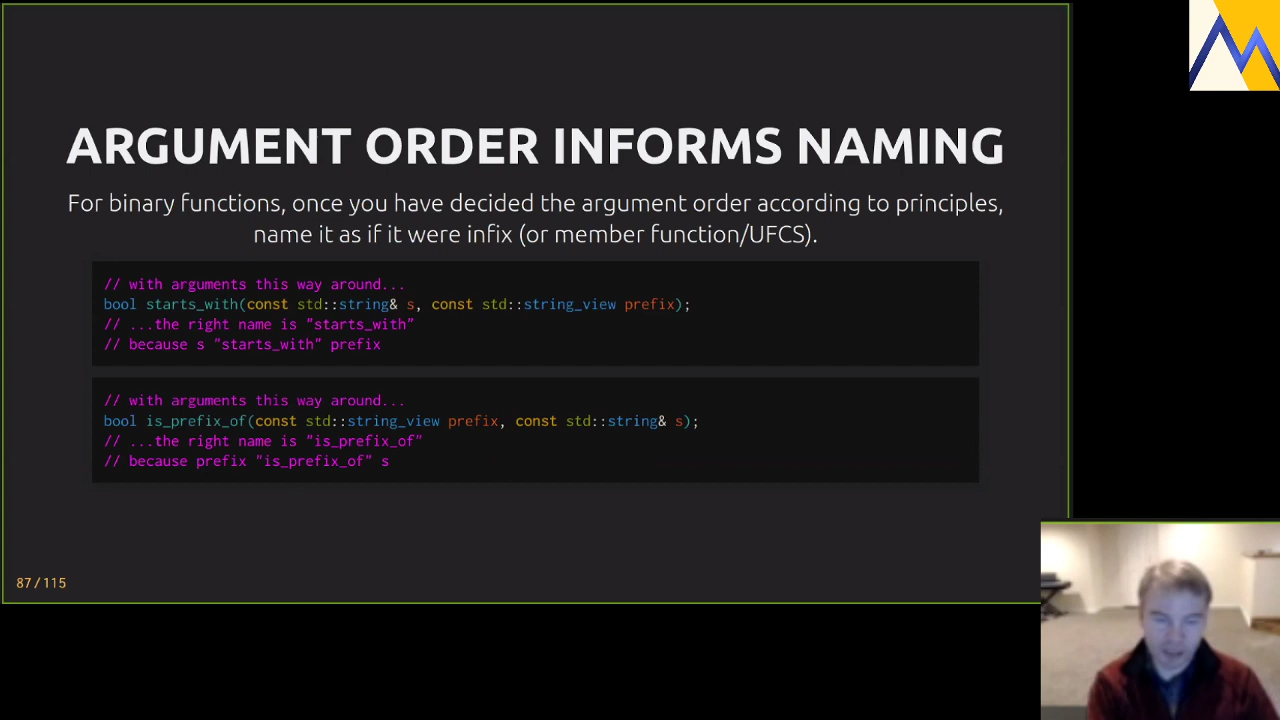 ARGUMENT ORDER INFORMS NAMING
For binary functions, once you have decided the argument order according to principles,
name it as if it were infix (or member function/UFCS).
// with arguments this way around...
bool starts_with(const std::string& s, const std::string_view prefix);
// ...the right name is "starts_with"
// because s "starts_with" prefix
// with arguments this way around...
bool is_prefix_of(const std::string_view prefix, const std::string& s);
// ...the right name is "is_prefix_of"
// because prefix "is_prefix_of" s
87 / 115